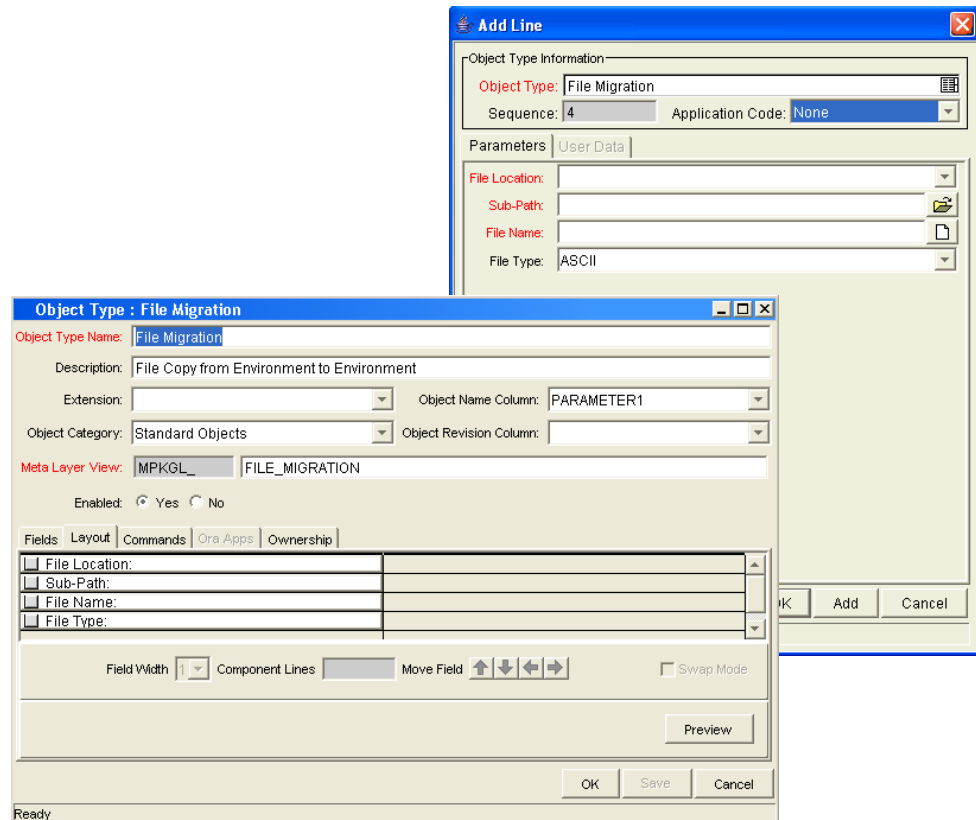 Add Line
Object Type Information
Object Type: File Migration
Sequence: 4 Application Code: None
Parameters User Data
File Location:
Sub-Path:
File Name:
File Type: ASCII
Add Cancel
Object Type : File Migration
Object Type Name: File Migration
Description: File Copy from Environment to Environment
Extension: Object Name Column: PARAMETER1
Object Category: Standard Objects Object Revision Column:
Meta Layer View: MPKGL_ FILE_MIGRATION
Enabled: Yes No
Fields Layout Commands Ora Apps Ownership
File Location:
Sub-Path:
File Name:
File Type:
Field Width 1 Component Lines Move Field Swap Mode
Preview
OK Save Cancel
Ready